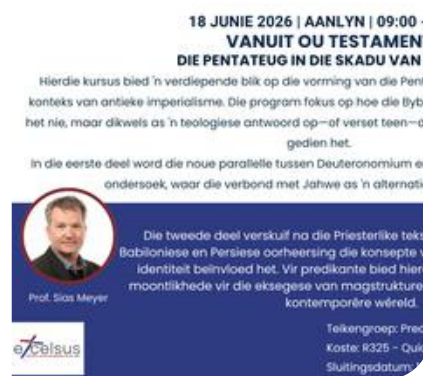 18 JUNIE 2026 | AANLYN | 09:00 -
VANUIT OU TESTAMEN
DIE PENTATEUG IN DIE SKADU VAN
Hierdie kursus bied 'n verdiepende blik op die vorming van die Pen
konteks van antieke imperialisme. Die program fokus op hoe die Byb
het nie, maar dikwels as 'n teologiese antwoord op—of verset teen—d
gedien het.
In die eerste deel word die noue parallelle tussen Deuteronomium e
ondersoek, waar die verbond met Jahwe as 'n alternati
Die tweede deel verskuif na die Priesterlike teks
Babiloniese en Persiese oorheersing die konsepte v
identiteit beïnvloed het. Vir predikante bied hier
moontlikhede vir die eksegese van magstrukture
kontemporêre wêreld.
Prof. Sias Meyer
Teikengroep: Pred
Koste: R325 - Quic
Sluitingsdatum:
excelsus